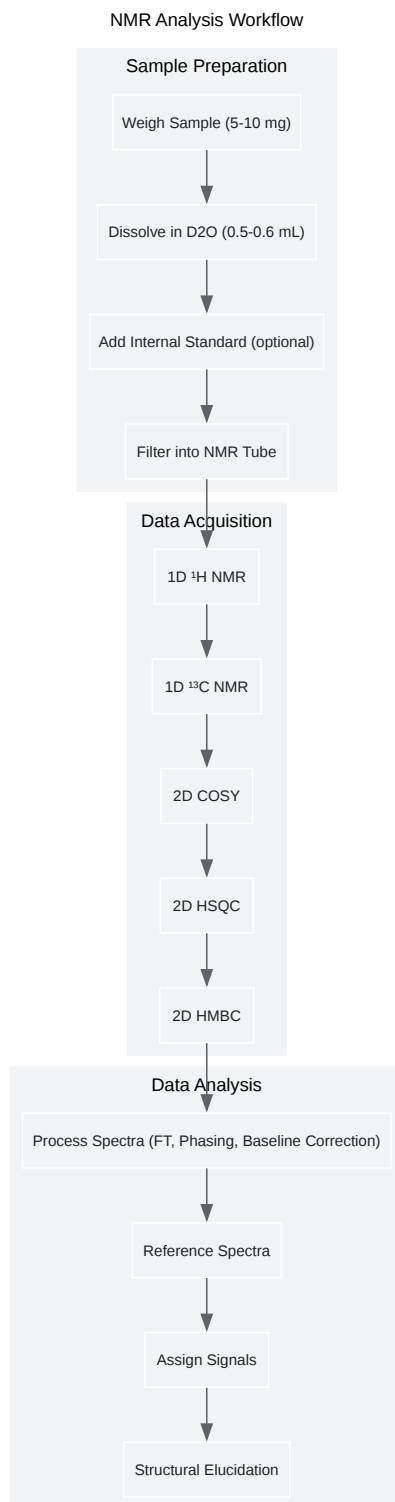 NMR Analysis Workflow
Sample Preparation
Weigh Sample (5-10 mg)
Dissolve in D2O (0.5-0.6 mL)
Add Internal Standard (optional)
Filter into NMR Tube
Data Acquisition
1D ¹H NMR
1D ¹³C NMR
2D COSY
2D HSQC
2D HMBC
Data Analysis
Process Spectra (FT, Phasing, Baseline Correction)
Reference Spectra
Assign Signals
Structural Elucidation